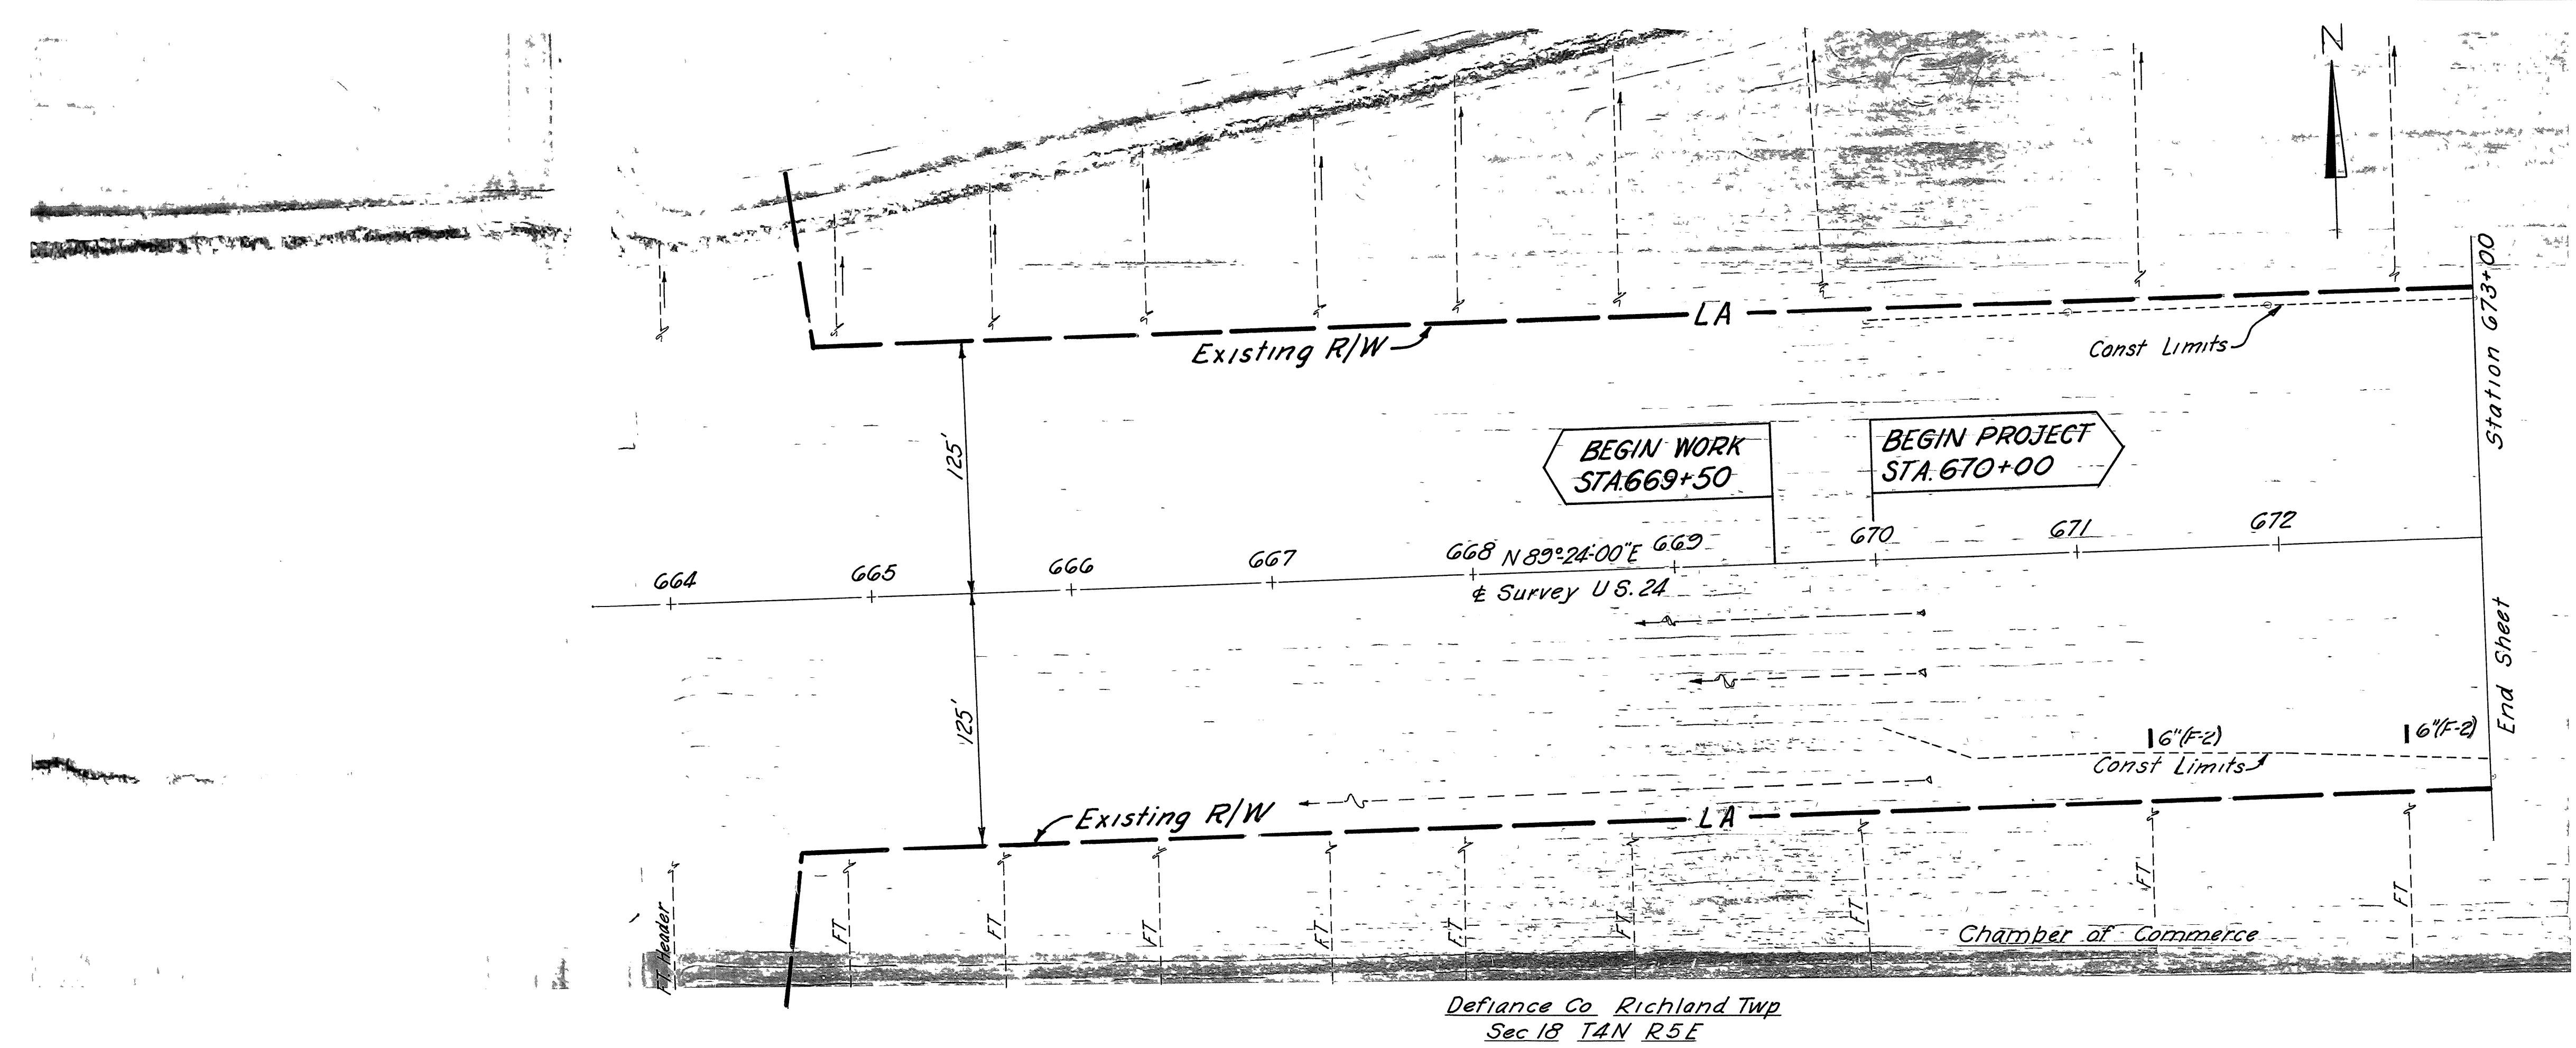 N
LA
Existing R/W
Const Limits
Station 673+00
125'
BEGIN WORK
STA.669+50
BEGIN PROJECT
STA. 670+00
664
665
666
667
668
N 89°-24'-00"E
669
670
671
672
℄ Survey U.S. 24
End Sheet
125'
6"(F-2)
6"(F-2)
Const Limits
Existing R/W
LA
FT Header
FT
FT
FT
FT
FT
FT
FT
FT
FT
Chamber of Commerce
Defiance Co Richland Twp
Sec 18 T4N R5E